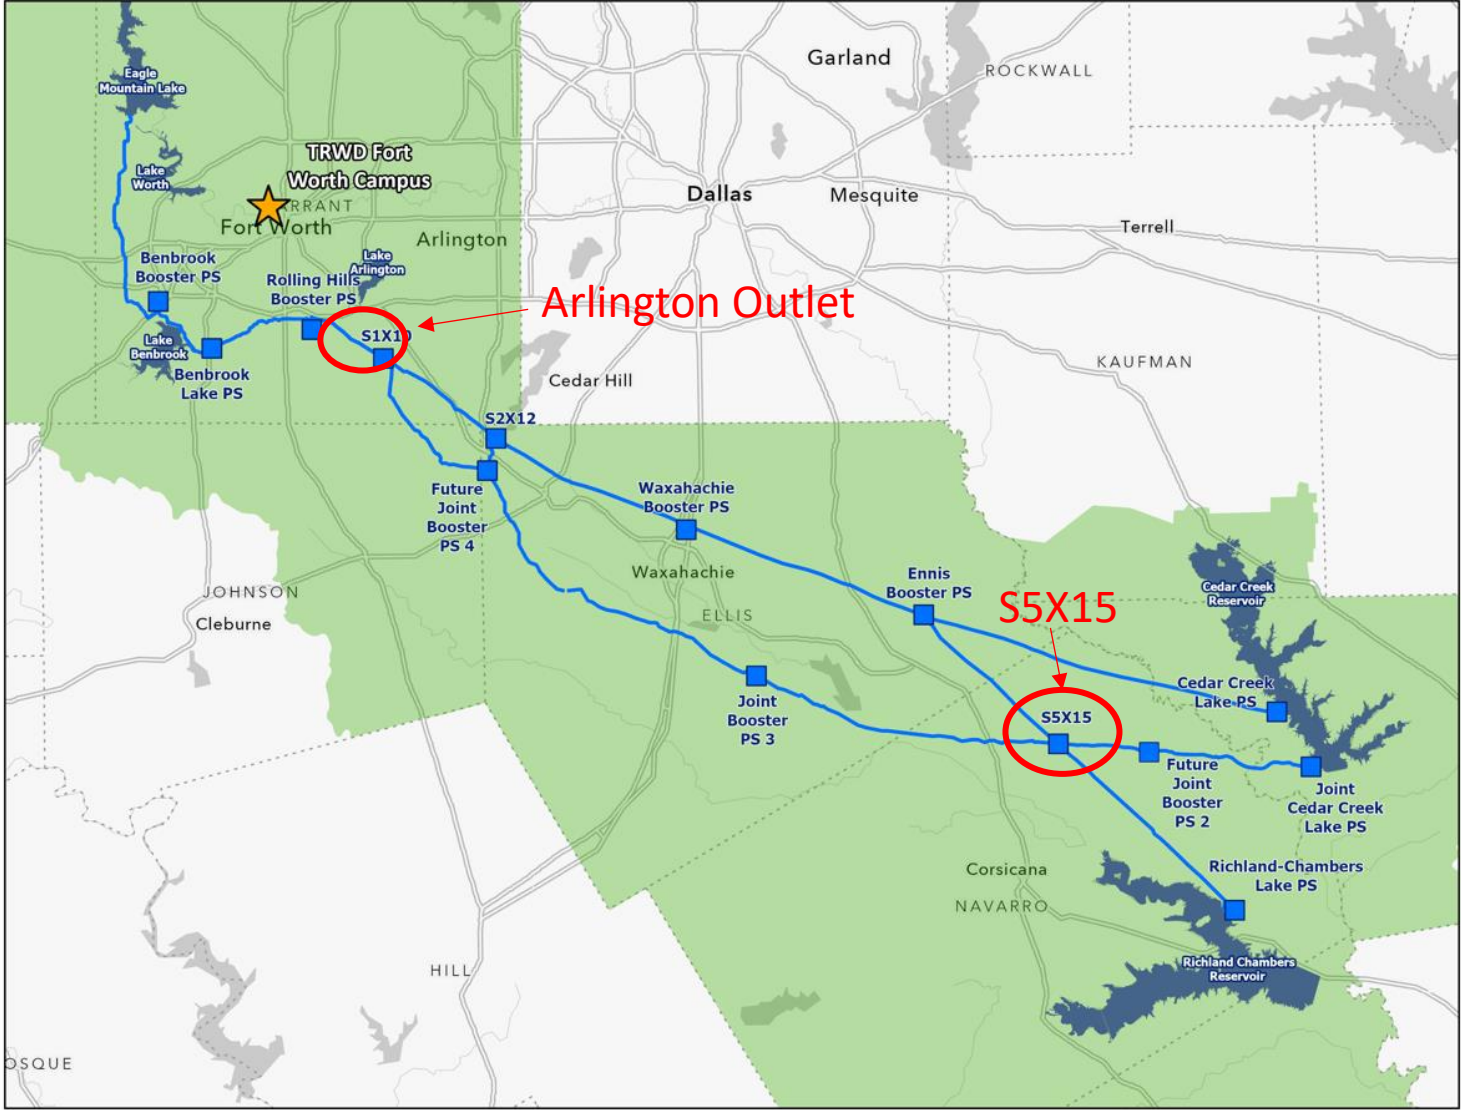 Garland
ROCKWALL
Eagle
Mountain Lake
TRWD Fort
Worth Campus
Lake
Worth
Dallas
Mesquite
ARRANT
Fort Worth
Arlington
Terrell
Benbrook
Booster PS
Lake
Arlington
Rolling Hills
Booster PS
Arlington Outlet
S1X10
Lake
Benbrook
Benbrook
Lake PS
Cedar Hill
KAUFMAN
S2X12
Future
Joint
Booster
PS 4
Waxahachie
Booster PS
Waxahachie
Ennis
Booster PS
Cedar Creek
Reservoir
JOHNSON
Cleburne
ELLIS
S5X15
Cedar Creek
Lake PS
Joint
Booster
PS 3
S5X15
Future
Joint
Booster
PS 2
Joint
Cedar Creek
Lake PS
Corsicana
NAVARRO
Richland-Chambers
Lake PS
HILL
Richland Chambers
Reservoir
OSQUE